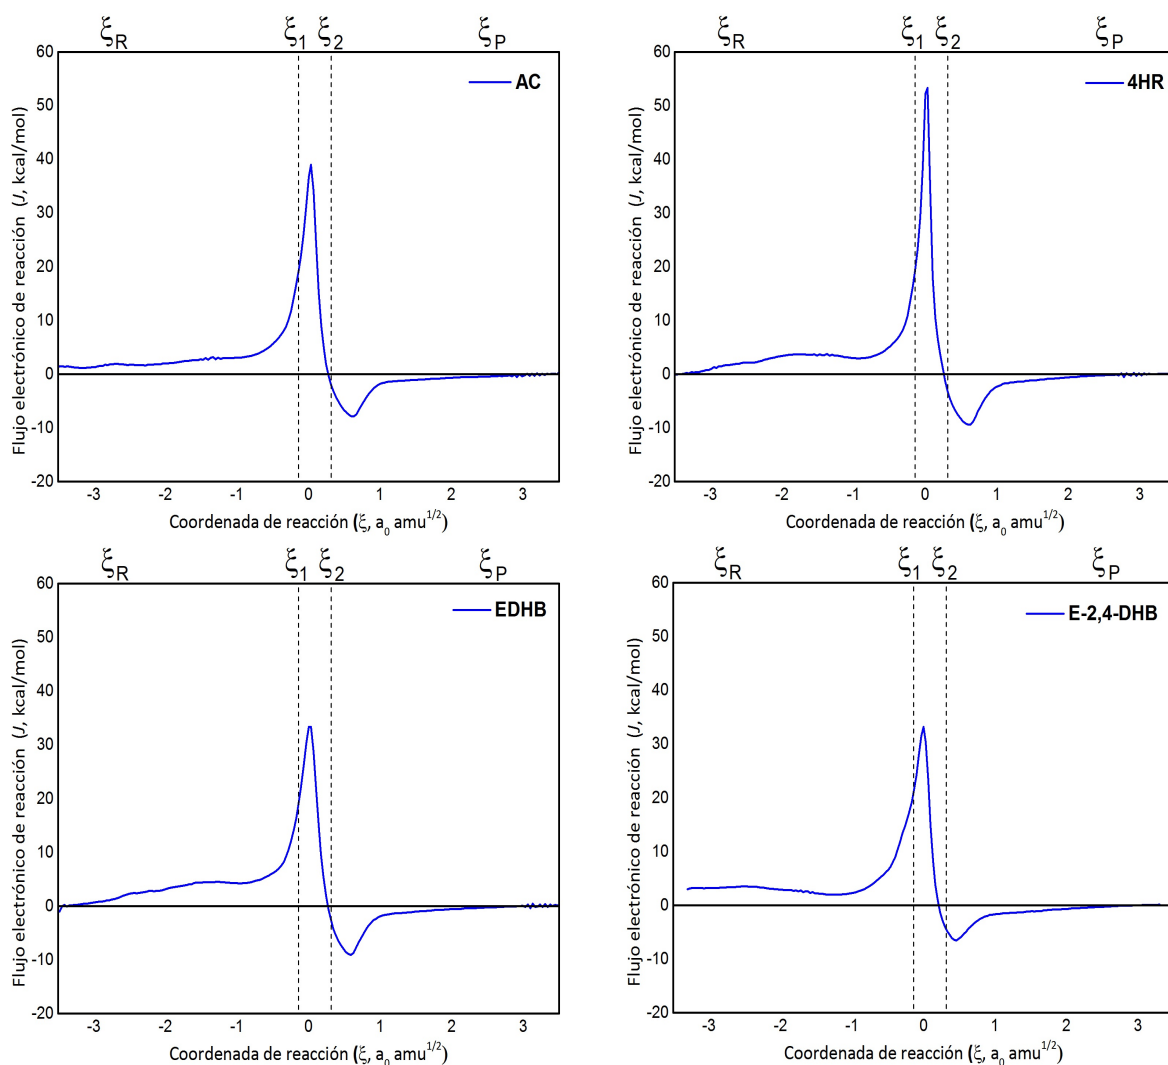 ξR ξ1 ξ2 ξP
60
AC
50
40
30
20
10
0
-10
-20
-3 -2 -1 0 1 2 3
Flujo electrónico de reacción (J, kcal/mol)
Coordenada de reacción (ξ, a0 amu1/2)
ξR ξ1 ξ2 ξP
60
4HR
50
40
30
20
10
0
-10
-20
-3 -2 -1 0 1 2 3
Flujo electrónico de reacción (J, kcal/mol)
Coordenada de reacción (ξ, a0 amu1/2)
ξR ξ1 ξ2 ξP
60
EDHB
50
40
30
20
10
0
-10
-20
-3 -2 -1 0 1 2 3
Flujo electrónico de reacción (J, kcal/mol)
Coordenada de reacción (ξ, a0 amu1/2)
ξR ξ1 ξ2 ξP
60
E-2,4-DHB
50
40
30
20
10
0
-10
-20
-3 -2 -1 0 1 2 3
Flujo electrónico de reacción (J, kcal/mol)
Coordenada de reacción (ξ, a0 amu1/2)